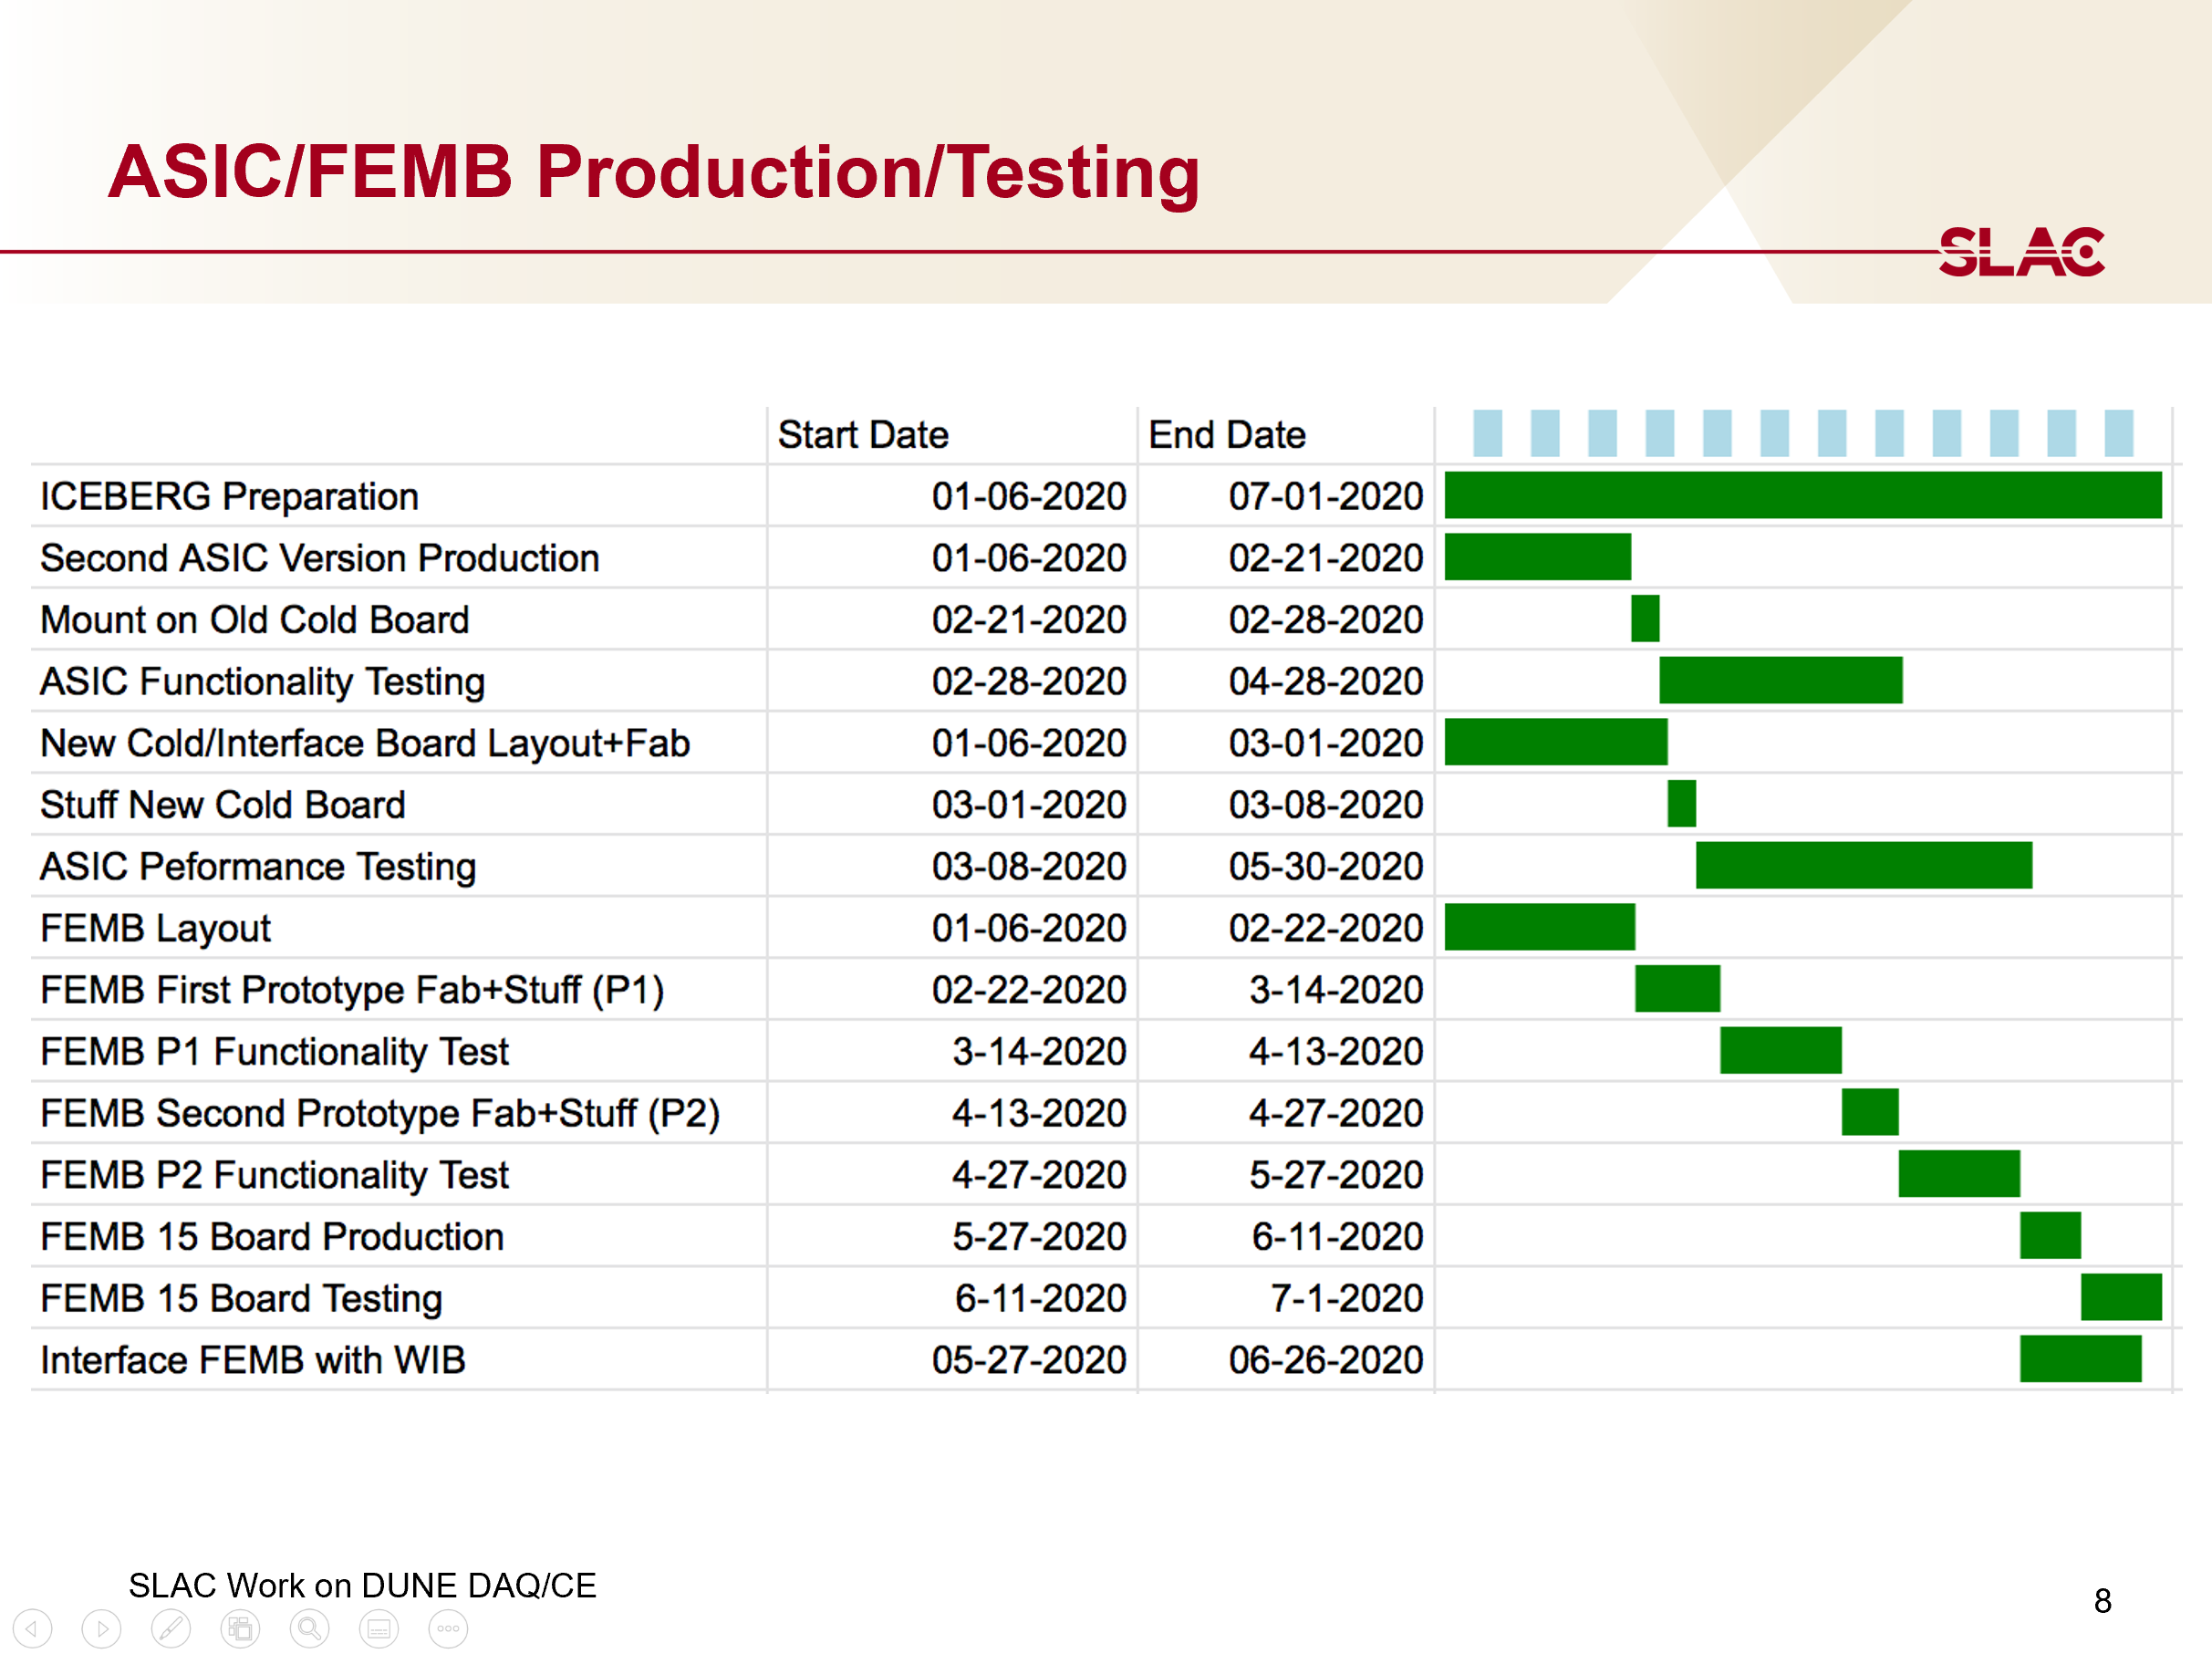 ASIC/FEMB Production/Testing
SLAC
Start Date End Date
ICEBERG Preparation 01-06-2020 07-01-2020
Second ASIC Version Production 01-06-2020 02-21-2020
Mount on Old Cold Board 02-21-2020 02-28-2020
ASIC Functionality Testing 02-28-2020 04-28-2020
New Cold/Interface Board Layout+Fab 01-06-2020 03-01-2020
Stuff New Cold Board 03-01-2020 03-08-2020
ASIC Peformance Testing 03-08-2020 05-30-2020
FEMB Layout 01-06-2020 02-22-2020
FEMB First Prototype Fab+Stuff (P1) 02-22-2020 3-14-2020
FEMB P1 Functionality Test 3-14-2020 4-13-2020
FEMB Second Prototype Fab+Stuff (P2) 4-13-2020 4-27-2020
FEMB P2 Functionality Test 4-27-2020 5-27-2020
FEMB 15 Board Production 5-27-2020 6-11-2020
FEMB 15 Board Testing 6-11-2020 7-1-2020
Interface FEMB with WIB 05-27-2020 06-26-2020
SLAC Work on DUNE DAQ/CE
8